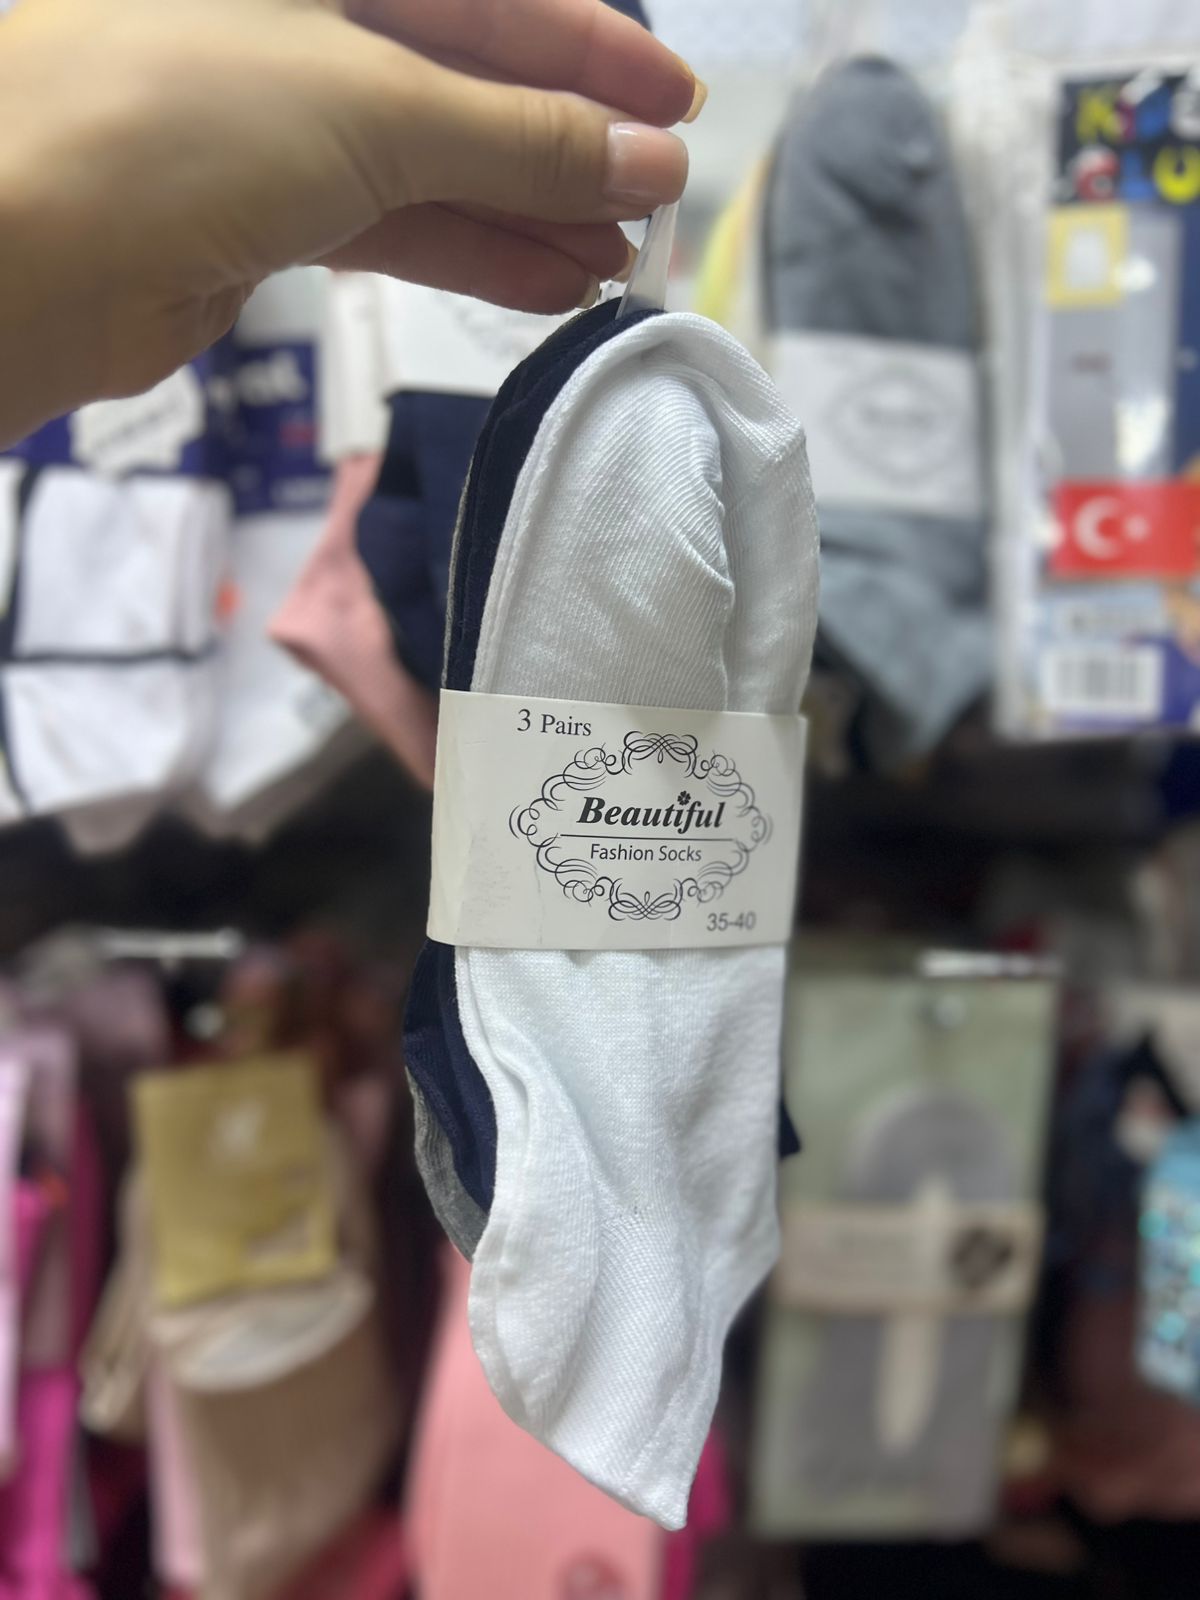 3 Pairs
Beautiful
Fashion Socks
35-40